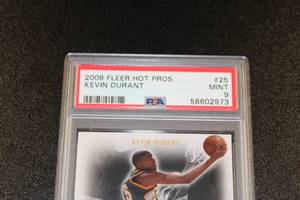 2008 FLEER HOT PROS. #25
KEVIN DURANT MINT
9
PSA 58602973
KEVIN DURANT